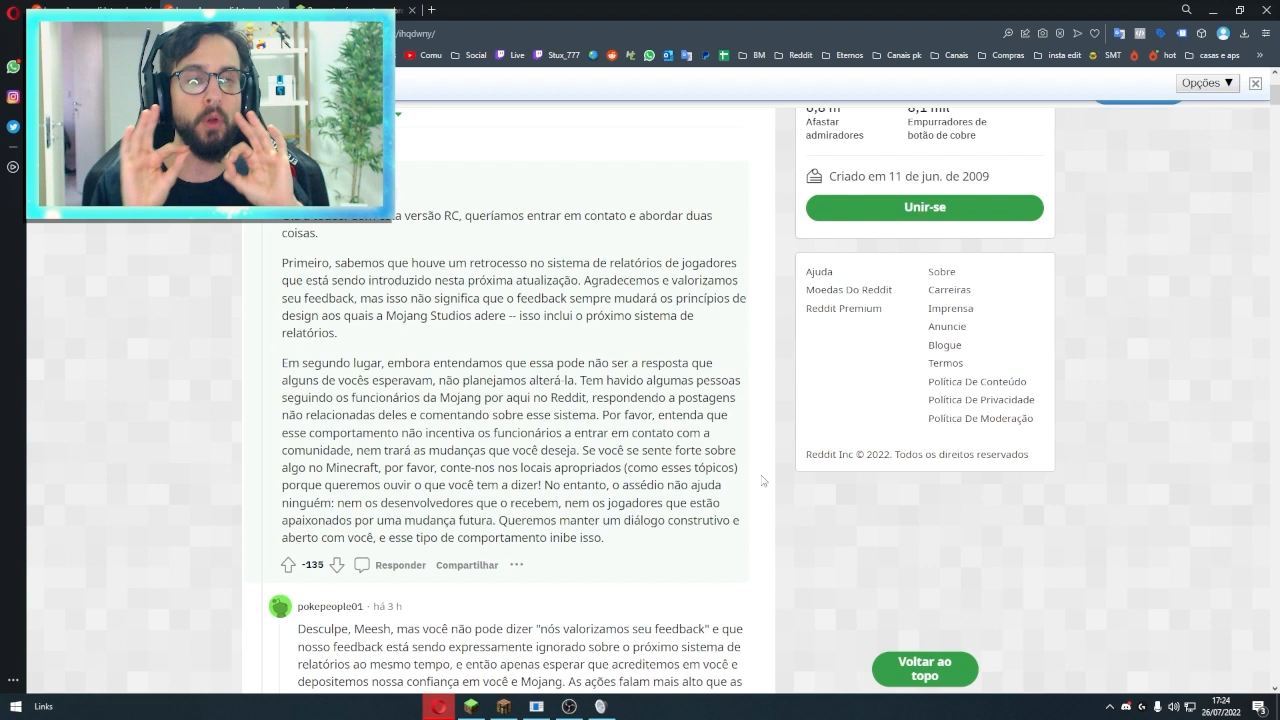 /ihqdwny/
Comu
Social
Live
Stux_777
BM
Reddit
Entretê
Canais pk
Compras
insta edit
SMT
hot
casas e aps
Opções ▼
8,1 mil
Afastar
admiradores
Empurradores de
botão de cobre
Criado em 11 de jun. de 2009
Unir-se
versão RC, queríamos entrar em contato e abordar duas
coisas.
Primeiro, sabemos que houve um retrocesso no sistema de relatórios de jogadores
que está sendo introduzido nesta próxima atualização. Agradecemos e valorizamos
seu feedback, mas isso não significa que o feedback sempre mudará os princípios de
design aos quais a Mojang Studios adere -- isso inclui o próximo sistema de
relatórios.
Em segundo lugar, embora entendamos que essa pode não ser a resposta que
alguns de vocês esperavam, não planejamos alterá-la. Tem havido algumas pessoas
seguindo os funcionários da Mojang por aqui no Reddit, respondendo a postagens
não relacionadas deles e comentando sobre esse sistema. Por favor, entenda que
esse comportamento não incentiva os funcionários a entrar em contato com a
comunidade, nem trará as mudanças que você deseja. Se você se sente forte sobre
algo no Minecraft, por favor, conte-nos nos locais apropriados (como esses tópicos)
porque queremos ouvir o que você tem a dizer! No entanto, o assédio não ajuda
ninguém: nem os desenvolvedores que o recebem, nem os jogadores que estão
apaixonados por uma mudança futura. Queremos manter um diálogo construtivo e
aberto com você, e esse tipo de comportamento inibe isso.
-135
Responder
Compartilhar
pokepeople01 · há 3 h
Desculpe, Meesh, mas você não pode dizer "nós valorizamos seu feedback" e que
nosso feedback está sendo expressamente ignorado sobre o próximo sistema de
relatórios ao mesmo tempo, e então apenas esperar que acreditemos em você e
depositemos nossa confiança em você e Mojang. As ações falam mais alto que as
Ajuda
Moedas Do Reddit
Reddit Premium
Sobre
Carreiras
Imprensa
Anuncie
Blogue
Termos
Política De Conteúdo
Política De Privacidade
Política De Moderação
Reddit Inc © 2022. Todos os direitos reservados
Voltar ao
topo
Links
17:24
26/07/2022